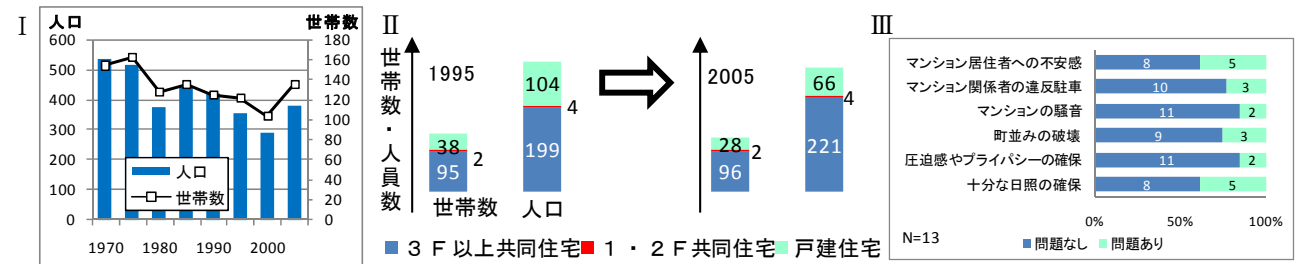 Ⅰ
人口
世帯数
600
500
400
300
200
100
0
180
160
140
120
100
80
60
40
20
0
人口
世帯数
1970 1980 1990 2000
Ⅱ
世帯数・人員数
1995
38
2
95
104
4
199
世帯数 人口
2005
28
2
96
66
4
221
3F以上共同住宅 1・2F共同住宅 戸建住宅
Ⅲ
マンション居住者への不安感 8 5
マンション関係者の違反駐車 10 3
マンションの騒音 11 2
町並みの破壊 9 3
圧迫感やプライバシーの確保 11 2
十分な日照の確保 8 5
0% 50% 100%
N=13 問題なし 問題あり